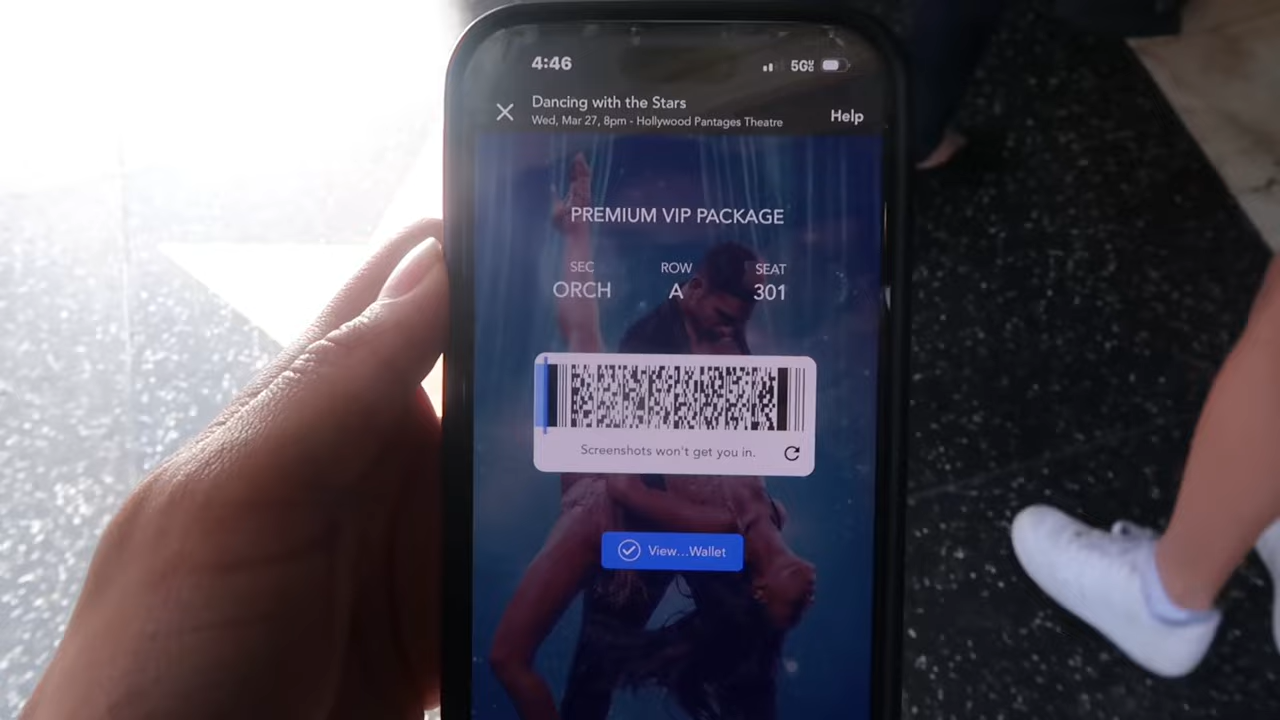 4:46
5G
Dancing with the Stars
Wed, Mar 27, 8pm - Hollywood Pantages Theatre
Help
PREMIUM VIP PACKAGE
SEC ROW SEAT
ORCH A 301
Screenshots won't get you in.
View...Wallet